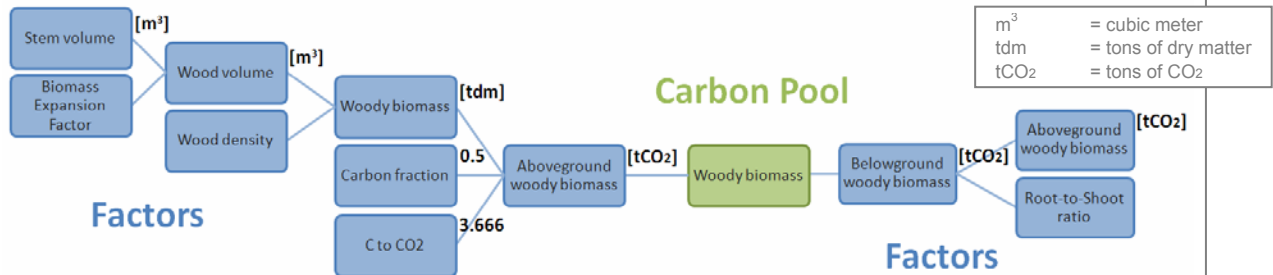 Stem volume
[m³]
Biomass
Expansion
Factor
Wood volume
[m³]
Wood density
Woody biomass
[tdm]
Carbon fraction
0.5
C to CO2
3.666
Factors
Aboveground
woody biomass
[tCO₂]
Carbon Pool
Woody biomass
Belowground
woody biomass
[tCO₂]
Aboveground
woody biomass
[tCO₂]
Root-to-Shoot
ratio
Factors
m³ = cubic meter
tdm = tons of dry matter
tCO₂ = tons of CO₂